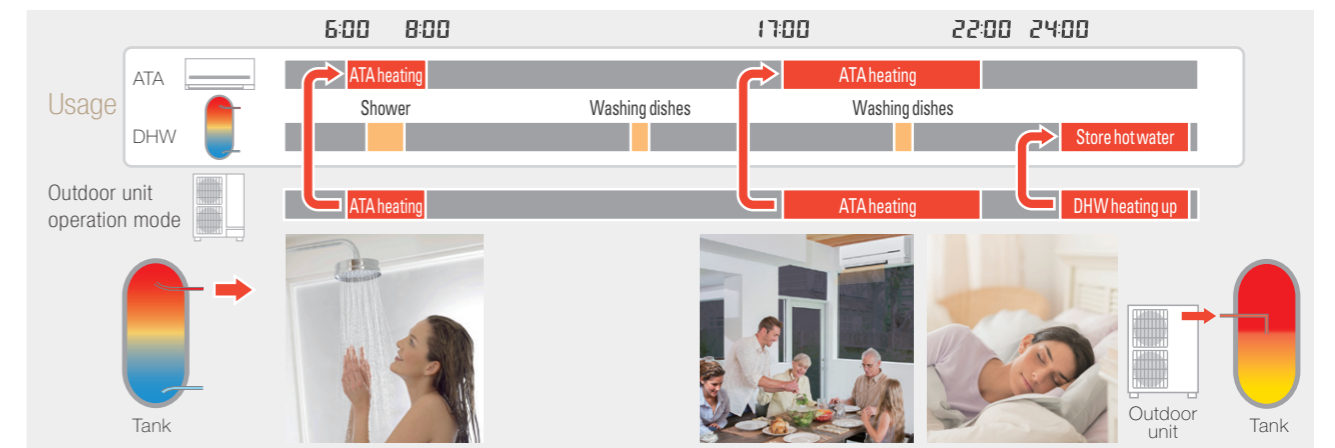 6:00 8:00 17:00 22:00 24:00
Usage
ATA
ATA heating ATA heating
Shower Washing dishes Washing dishes
DHW
Store hot water
Outdoor unit
operation mode
ATA heating ATA heating DHW heating up
Tank
Outdoor
unit
Tank